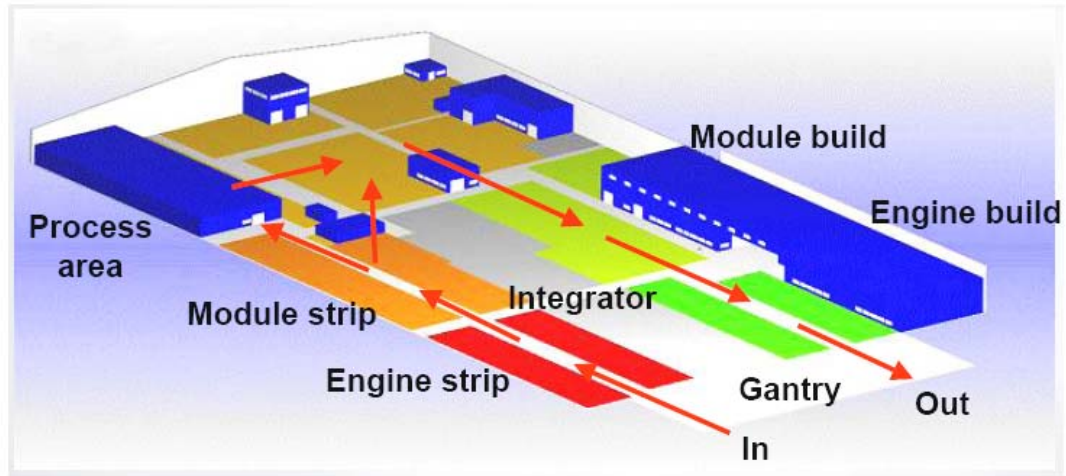 Module build
Engine build
Process
area
Module strip
Integrator
Engine strip
Gantry
Out
In